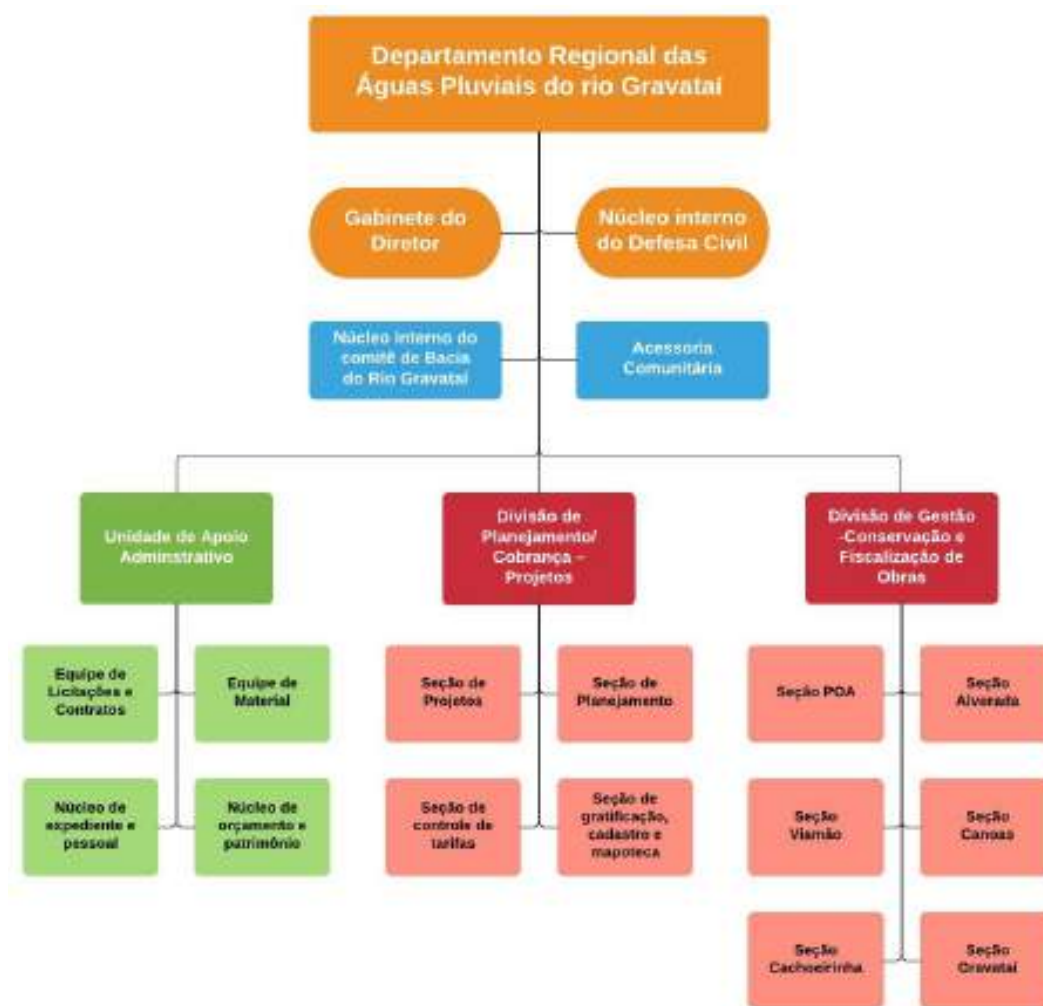 Departamento Regional das
Águas Pluviais do rio Gravataí
Gabinete do
Diretor
Núcleo interno
do Defesa Civil
Núcleo interno do
comitê de Bacia
do Rio Gravataí
Acessoria
Comunitária
Unidade de Apoio
Adminstrativo
Divisão de
Planejamento/
Cobrança –
Projetos
Divisão de Gestão
-Conservação e
Fiscalização de
Obras
Equipe de
Licitações e
Contratos
Equipe de
Material
Seção de
Projetos
Seção de
Planejamento
Seção POA
Seção
Alverada
Núcleo de
expediente e
pessoal
Núcleo de
orçamento e
patrimônio
Seção de
controle de
tarifas
Seção de
gratificação,
cadastro e
mapoteca
Seção
Viamão
Seção
Canoas
Seção
Cachoeirinha
Seção
Gravataí